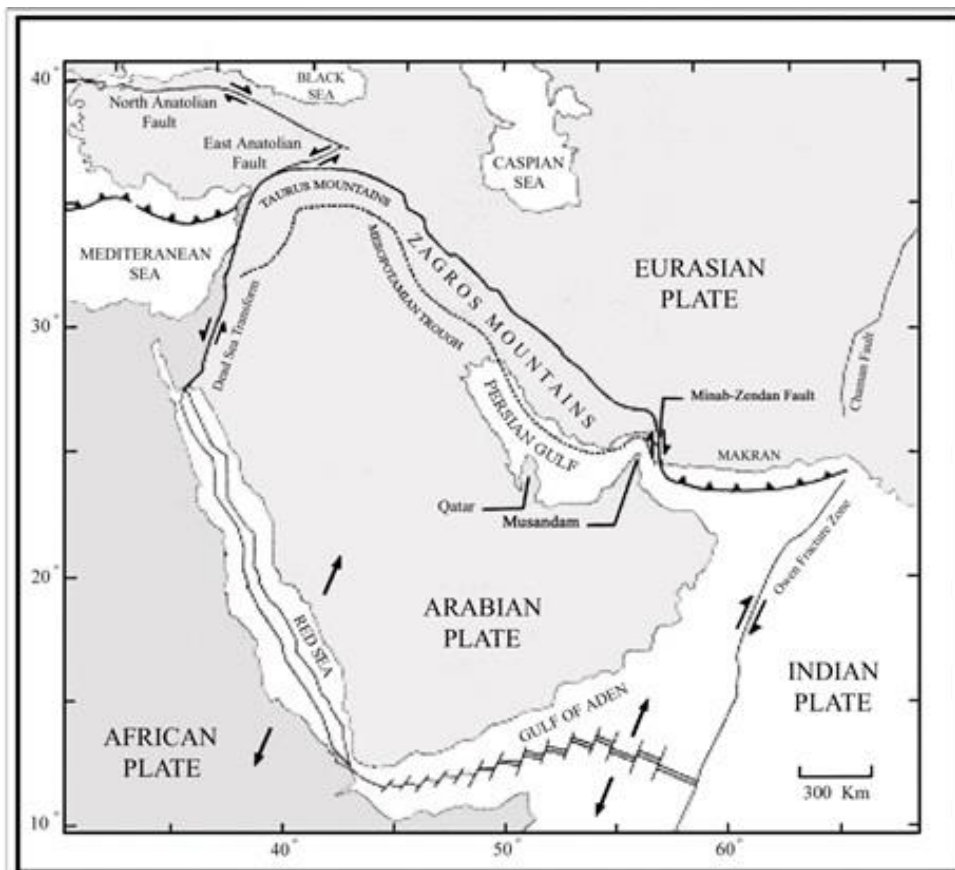 40°
30°
20°
10°
40°
50°
60°
BLACK
SEA
North Anatolian
Fault
East Anatolian
Fault
CASPIAN
SEA
TAURUS MOUNTAINS
MEDITERANEAN
SEA
MESOPOTAMIAN TROUGH
ZAGROS MOUNTAINS
EURASIAN
PLATE
Dead Sea Transform
Chaman Fault
PERSIAN GULF
Minab-Zendan Fault
MAKRAN
Qatar
Musandam
Owen Fracture Zone
ARABIAN
PLATE
RED SEA
INDIAN
PLATE
GULF OF ADEN
AFRICAN
PLATE
300 Km